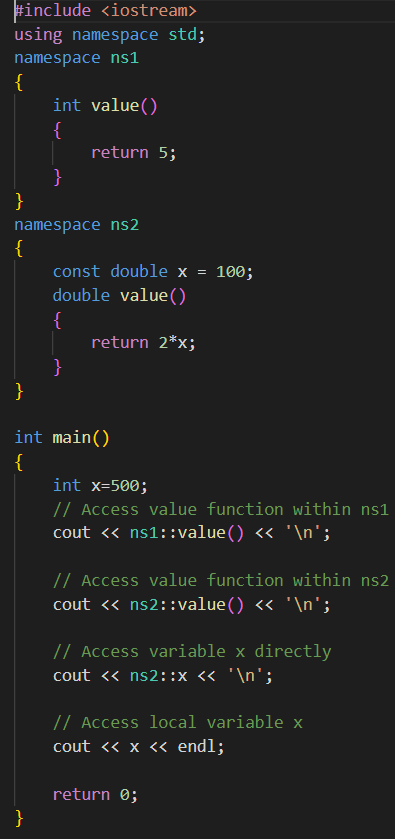 #include <iostream>
using namespace std;
namespace ns1
{
    int value()
    {
        return 5;
    }
}
namespace ns2
{
    const double x = 100;
    double value()
    {
        return 2*x;
    }
}

int main()
{
    int x=500;
    // Access value function within ns1
    cout << ns1::value() << '\n';

    // Access value function within ns2
    cout << ns2::value() << '\n';

    // Access variable x directly
    cout << ns2::x << '\n';

    // Access local variable x
    cout << x << endl;

    return 0;
}